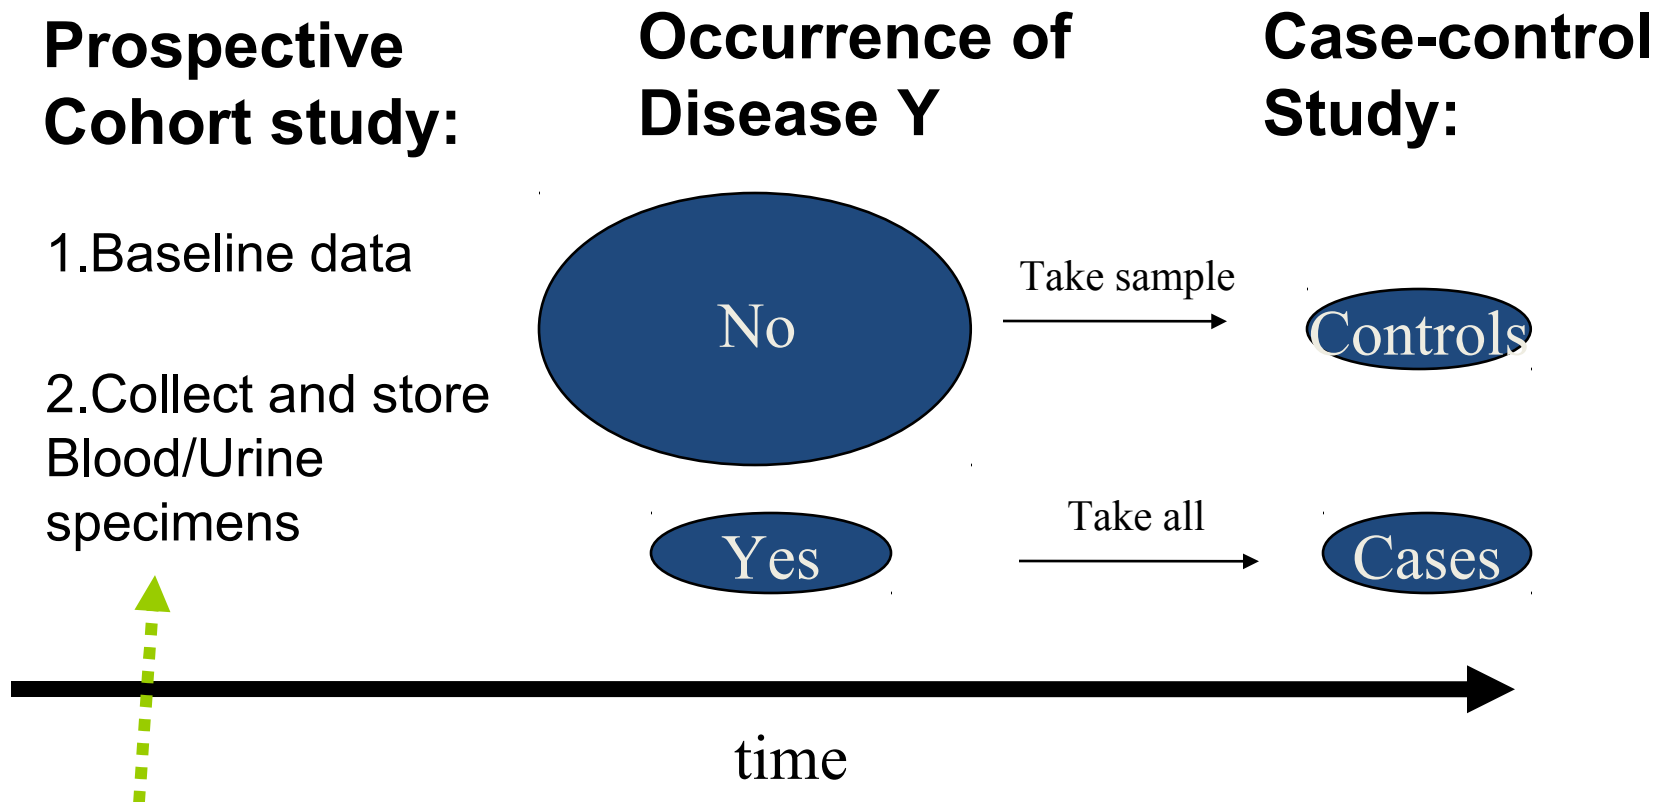 Prospective
Cohort study:
Occurrence of
Disease Y
Case-control
Study:
1.Baseline data
2.Collect and store
Blood/Urine
specimens
No
Take sample
Controls
Yes
Take all
Cases
time